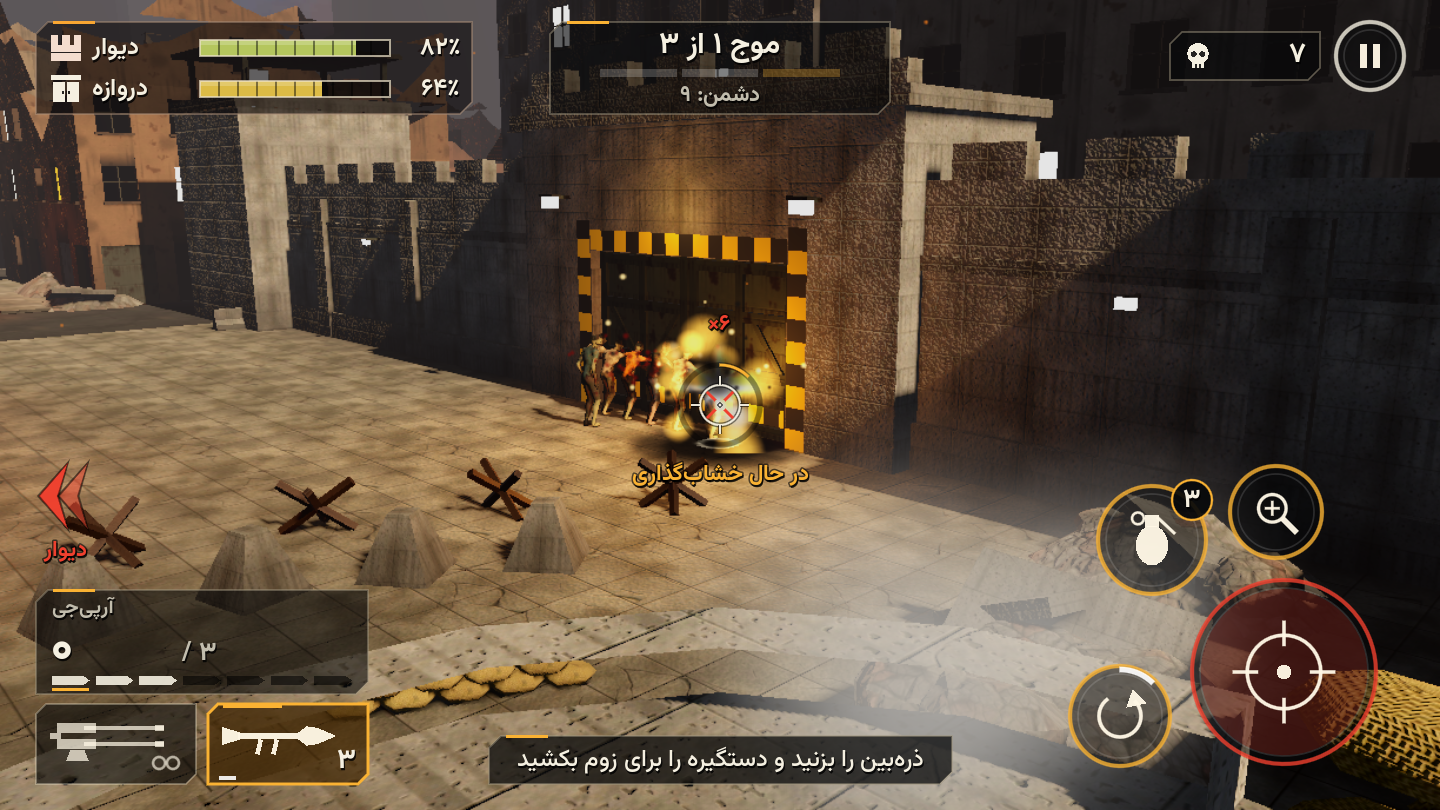 دیوار ۸۲٪
دروازه ۶۴٪
موج ۱ از ۳
دشمن: ۹
۷
×۶
در حال خشاب‌گذاری
دیوار
۳
آرپی‌جی
۰ / ۳
∞
۳
ذره‌بین را بزنید و دستگیره را برای زوم بکشید